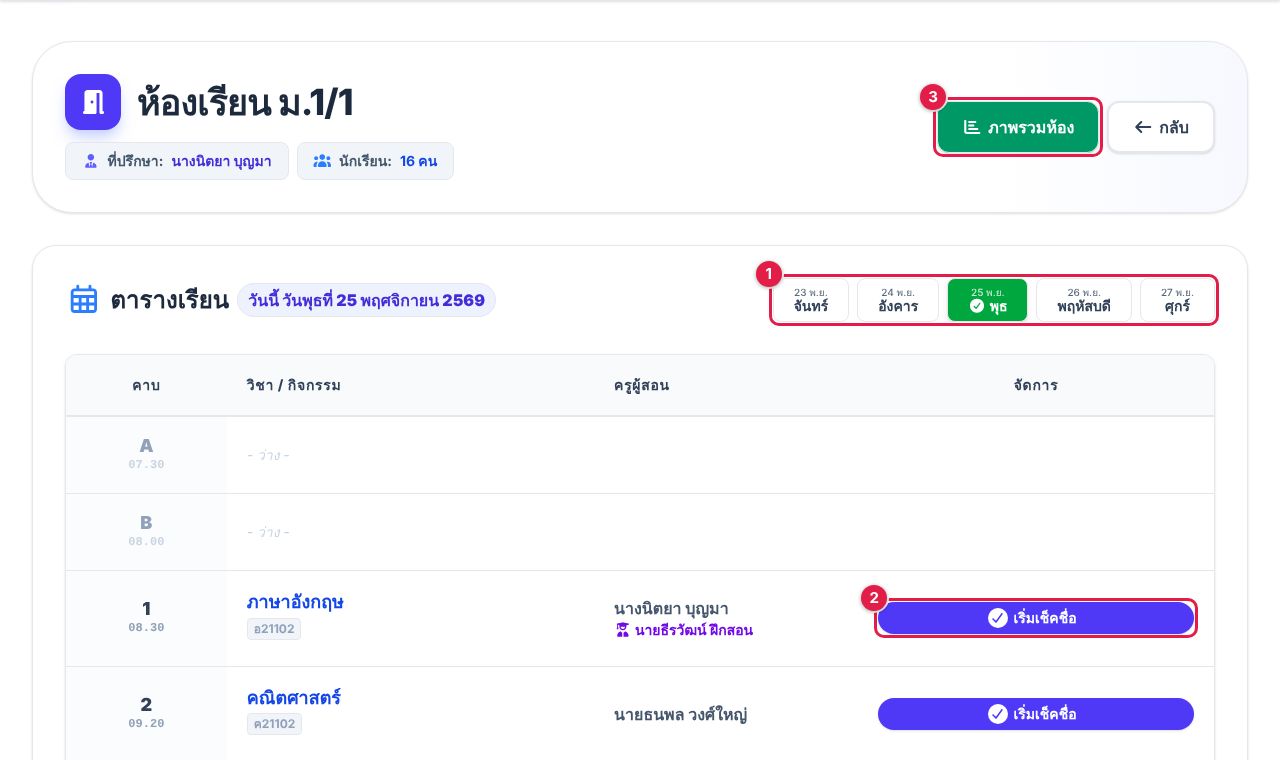 ห้องเรียน ม.1/1
ที่ปรึกษา: นางนิตยา บุญมา
นักเรียน: 16 คน
3
ภาพรวมห้อง
กลับ
ตารางเรียน
วันนี้ วันพุธที่ 25 พฤศจิกายน 2569
1
23 พ.ย.
จันทร์
24 พ.ย.
อังคาร
25 พ.ย.
พุธ
26 พ.ย.
พฤหัสบดี
27 พ.ย.
ศุกร์
คาบ วิชา / กิจกรรม ครูผู้สอน จัดการ
A
07.30
- ว่าง -
B
08.00
- ว่าง -
1
08.30
ภาษาอังกฤษ
อ21102
นางนิตยา บุญมา
นายธีรวัฒน์ ฝึกสอน
2
เริ่มเช็คชื่อ
2
09.20
คณิตศาสตร์
ค21102
นายธนพล วงศ์ใหญ่
เริ่มเช็คชื่อ